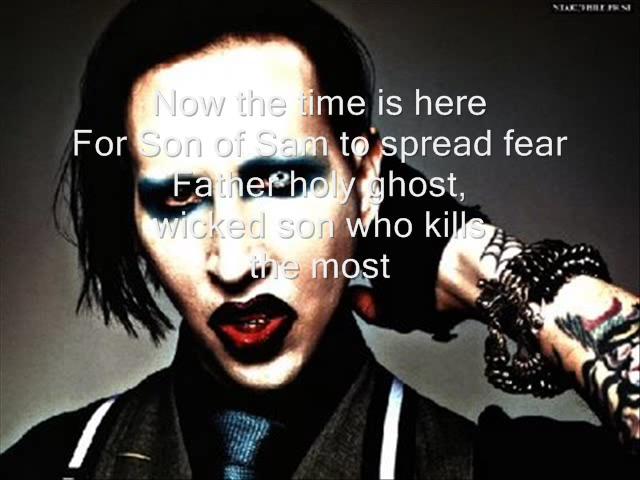 Now the time is here
For Son of Sam to spread fear
Father holy ghost,
wicked son who kills
the most